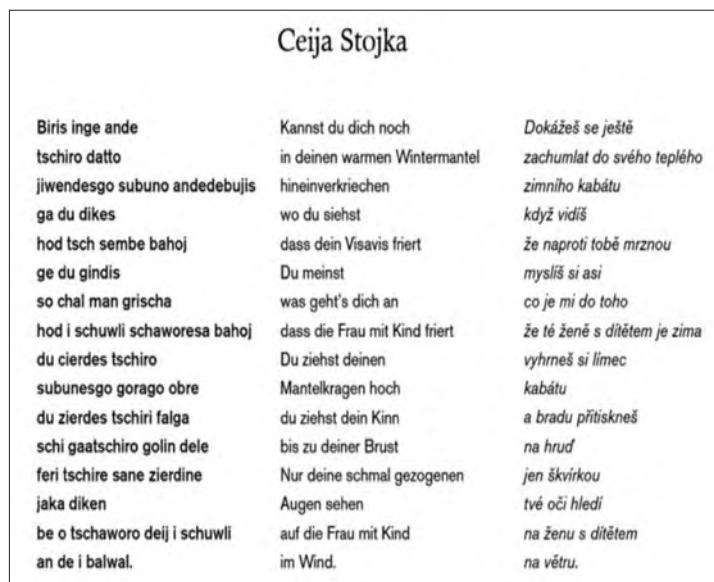 Ceija Stojka
Biris inge ande
tschiro datto
jiwendesgo subuno andedebujis
ga du dikes
hod tsch sembe bahoj
ge du gindis
so chal man grischa
hod i schuwli schaworesa bahoj
du cierdes tschiro
subunesgo gorago obre
du zierdes tschiri falga
schi gaatschiro golin dele
feri tschire sane zierdine
jaka diken
be o tschaworo deij i schuwli
an de i balwal.
Kannst du dich noch
in deinen warmen Wintermantel
hineinverkriechen
wo du siehst
dass dein Visavis friert
Du meinst
was geht's dich an
dass die Frau mit Kind friert
Du ziehst deinen
Mantelkragen hoch
du ziehst dein Kinn
bis zu deiner Brust
Nur deine schmal gezogenen
Augen sehen
auf die Frau mit Kind
im Wind.
Dokážeš se ještě
zachumlat do svého teplého
zimního kabátu
když vidíš
že naproti tobě mrznou
myslíš si asi
co je mi do toho
že té ženě s dítětem je zima
vyhrneš si límec
kabátu
a bradu přitiskneš
na hruď
jen škvírkou
tvé oči hledí
na ženu s dítětem
na větru.